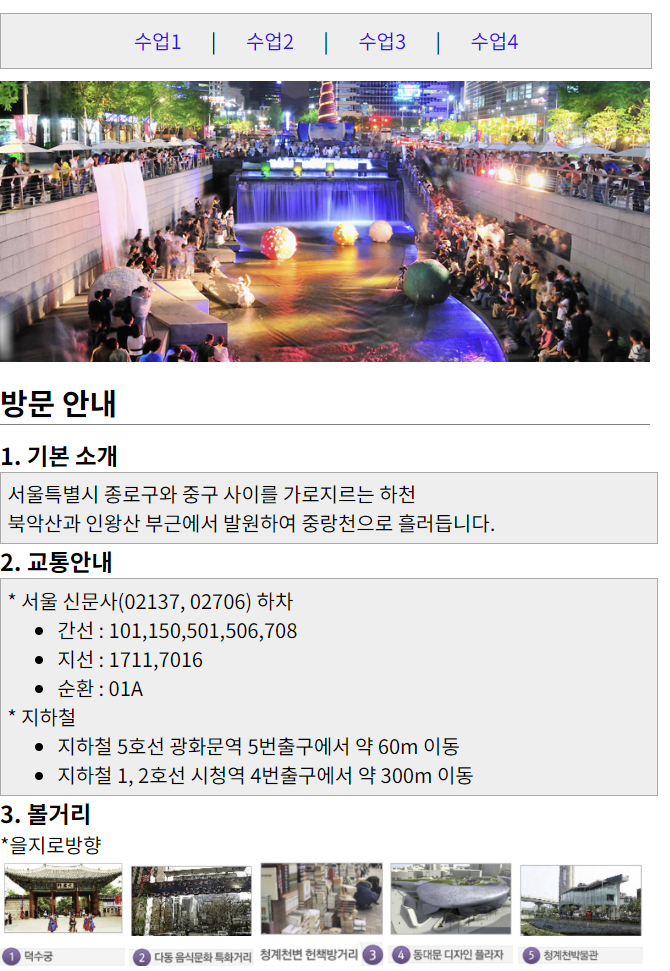 수업1 | 수업2 | 수업3 | 수업4
방문 안내
1. 기본 소개
서울특별시 종로구와 중구 사이를 가로지르는 하천
북악산과 인왕산 부근에서 발원하여 중랑천으로 흘러듭니다.
2. 교통안내
* 서울 신문사(02137, 02706) 하차
• 간선 : 101,150,501,506,708
• 지선 : 1711,7016
• 순환 : 01A
* 지하철
• 지하철 5호선 광화문역 5번출구에서 약 60m 이동
• 지하철 1, 2호선 시청역 4번출구에서 약 300m 이동
3. 볼거리
*을지로방향
1 덕수궁
2 다동 음식문화 특화거리
청계천변 헌책방거리 3
4 동대문 디자인 플라자
5 청계천박물관